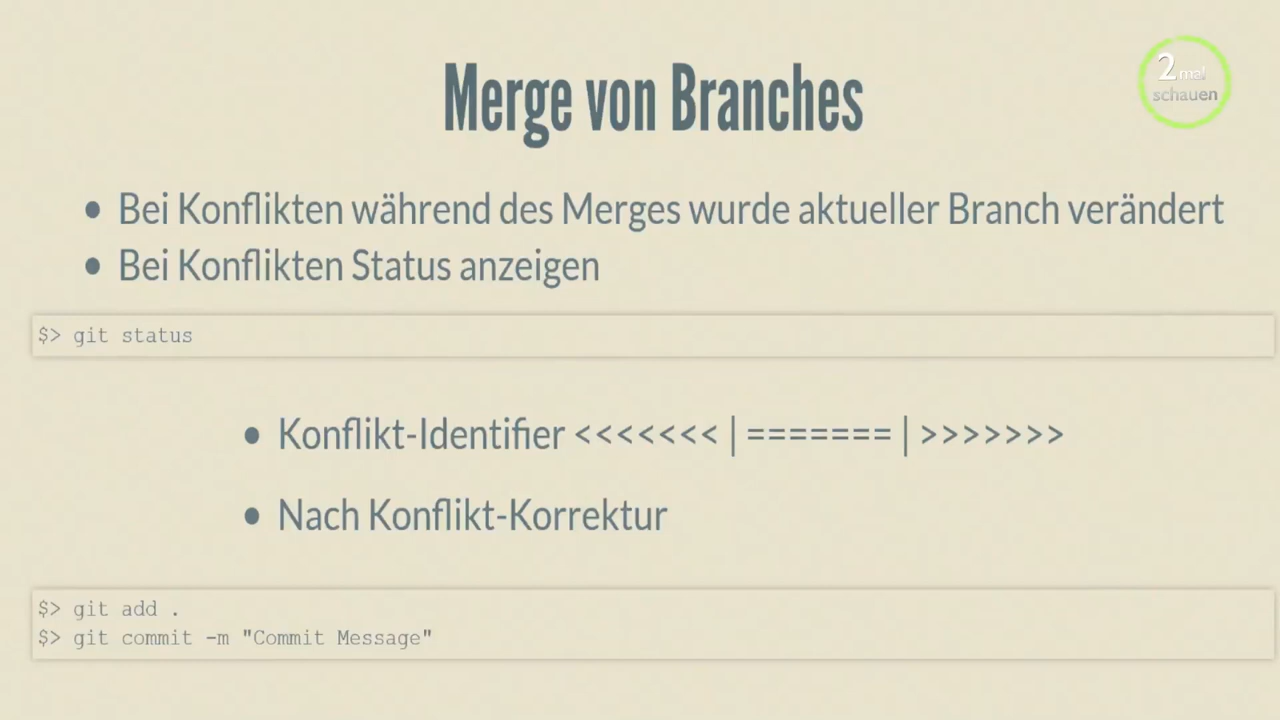 Merge von Branches
2 mal
schauen
• Bei Konflikten während des Merges wurde aktueller Branch verändert
• Bei Konflikten Status anzeigen
$> git status
• Konflikt-Identifier <<<<<<< | ======= | >>>>>>>
• Nach Konflikt-Korrektur
$> git add .
$> git commit -m "Commit Message"